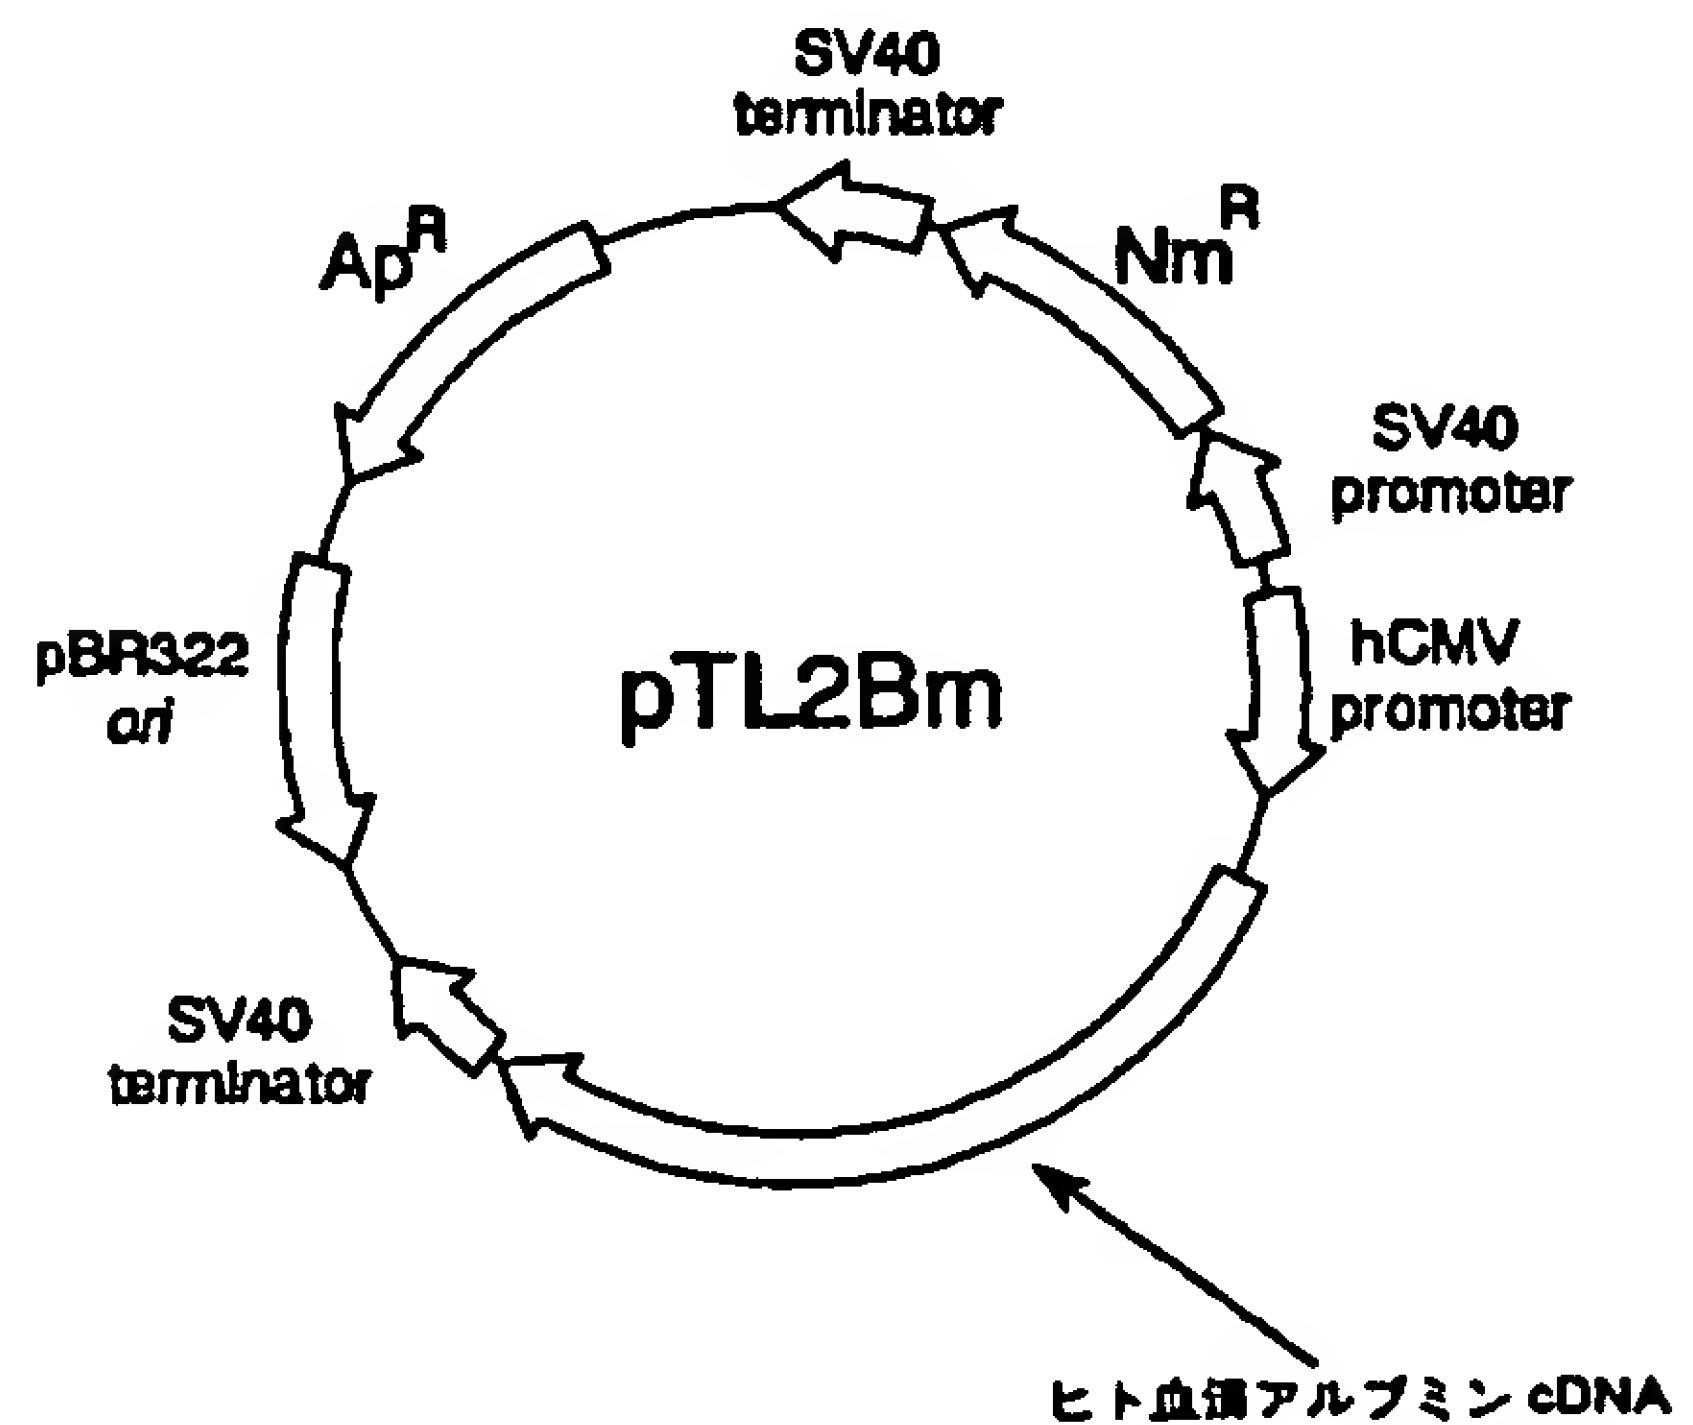 SV40
terminator
Ap^R
Nm^R
SV40
promoter
hCMV
promoter
pBR322
ori
pTL2Bm
SV40
terminator
ヒト血清アルブミン cDNA